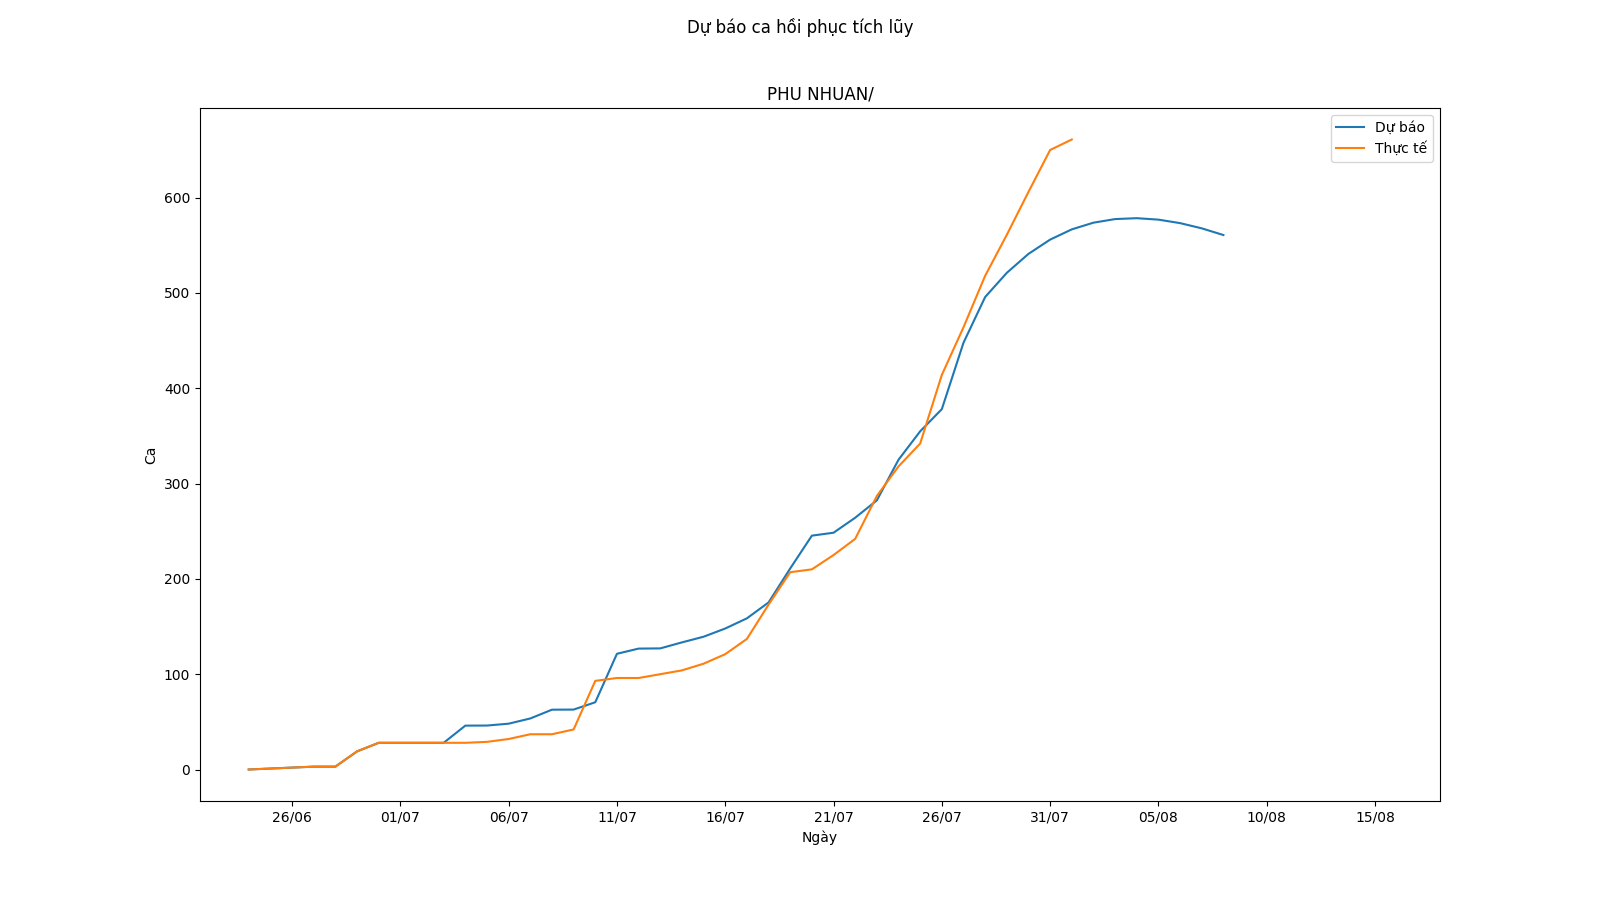 Dự báo ca hồi phục tích lũy
PHU NHUAN/
Dự báo
Thực tế
600
500
400
300
200
100
0
Ca
26/06 01/07 06/07 11/07 16/07 21/07 26/07 31/07 05/08 10/08 15/08
Ngày